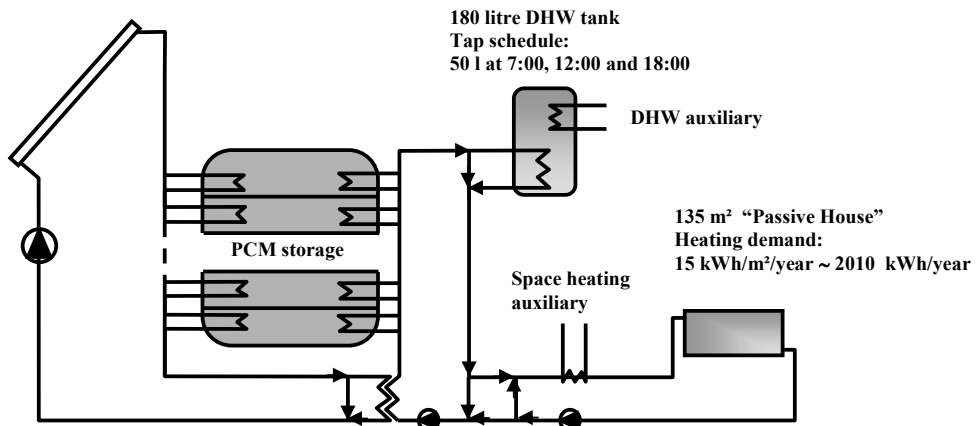 180 litre DHW tank
Tap schedule:
50 l at 7:00, 12:00 and 18:00
DHW auxiliary
135 m² “Passive House”
Heating demand:
15 kWh/m²/year ~ 2010 kWh/year
PCM storage
Space heating
auxiliary